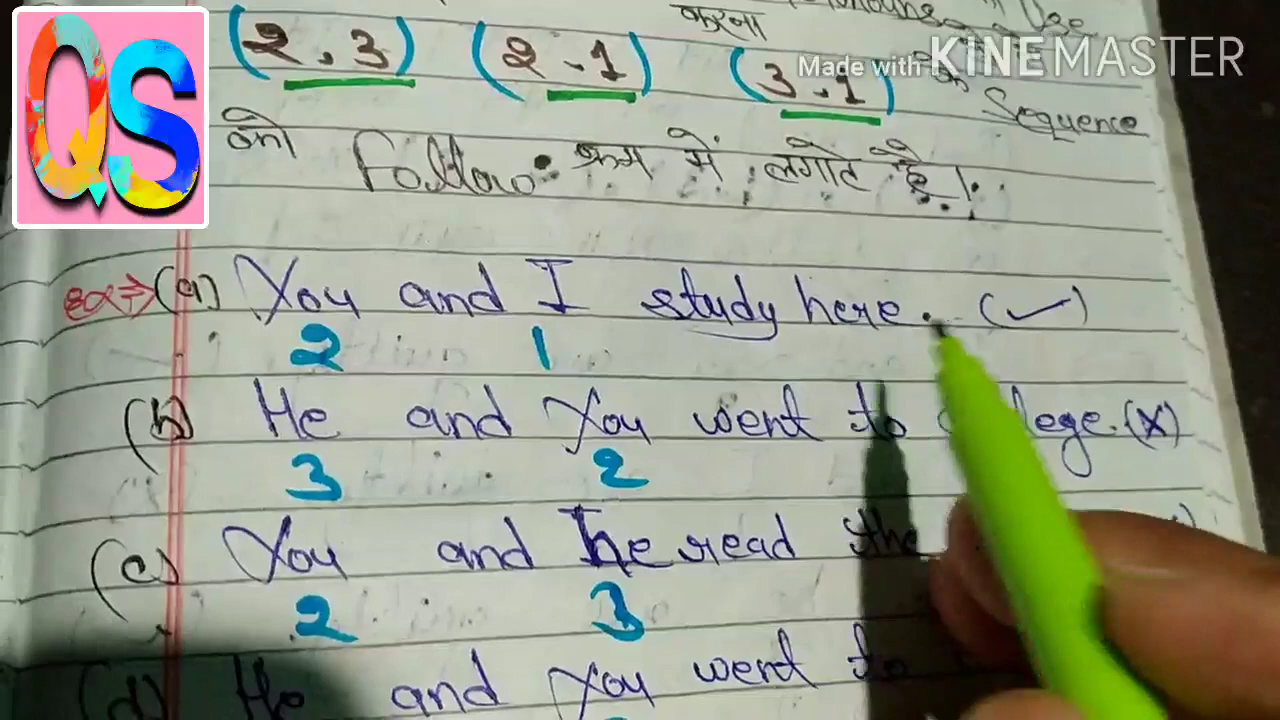 करना Use
(2.3) (2.1) (3.1) के Sequence
को Follow क्रम में लगाते है।
Made with KINEMASTER
QS
ex⇒ (a) You and I study here. (✓)
2 1
(b) He and You went to college. (x)
3 2
(c) You and he read the
2 3
(d) He and You went to